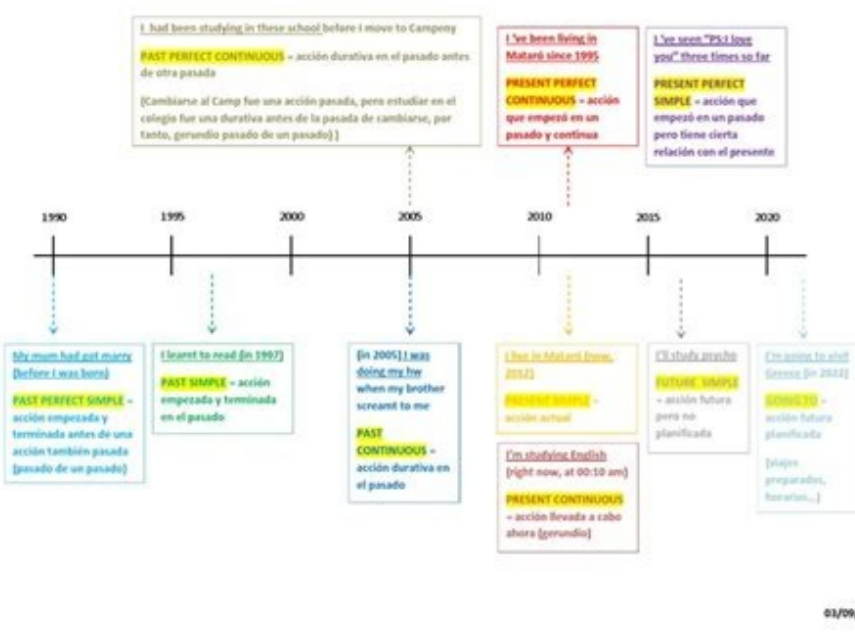 I had been studying in these school before I move to Campeny
PAST PERFECT CONTINUOUS = acción durativa en el pasado antes
de otra pasada
(Cambiarse al Camp fue una acción pasada, pero estudiar en el
colegio fue una durativa antes de la pasada de cambiarse, por
tanto, gerundio pasado de un pasado) )
I 've been living in
Mataró since 1995
PRESENT PERFECT
CONTINUOUS = acción
que empezó en un
pasado y continua
I 've seen "PS:I love
you" three times so far
PRESENT PERFECT
SIMPLE = acción que
empezó en un pasado
pero tiene cierta
relación con el presente
1990
1995
2000
2005
2010
2015
2020
My mum had got marry
(before I was born)
PAST PERFECT SIMPLE =
acción empezada y
terminada antes de una
acción también pasada
(pasado de un pasado)
I learnt to read (in 1997)
PAST SIMPLE = acción
empezada y terminada
en el pasado
(in 2005) I was
doing my hw
when my brother
screamt to me
PAST
CONTINUOUS =
acción durativa en
el pasado
I live in Mataró (now,
2012)
PRESENT SIMPLE =
acción actual
I'm studying English
(right now, at 00:10 am)
PRESENT CONTINUOUS
= acción llevada a cabo
ahora (gerundio)
I'll study psycho
FUTURE SIMPLE
= acción futura
pero no
planificada
I'm going to visit
Greece (in 2022)
GOING TO =
acción futura
planificada
(viajes
preparados,
horarios...)
03/09